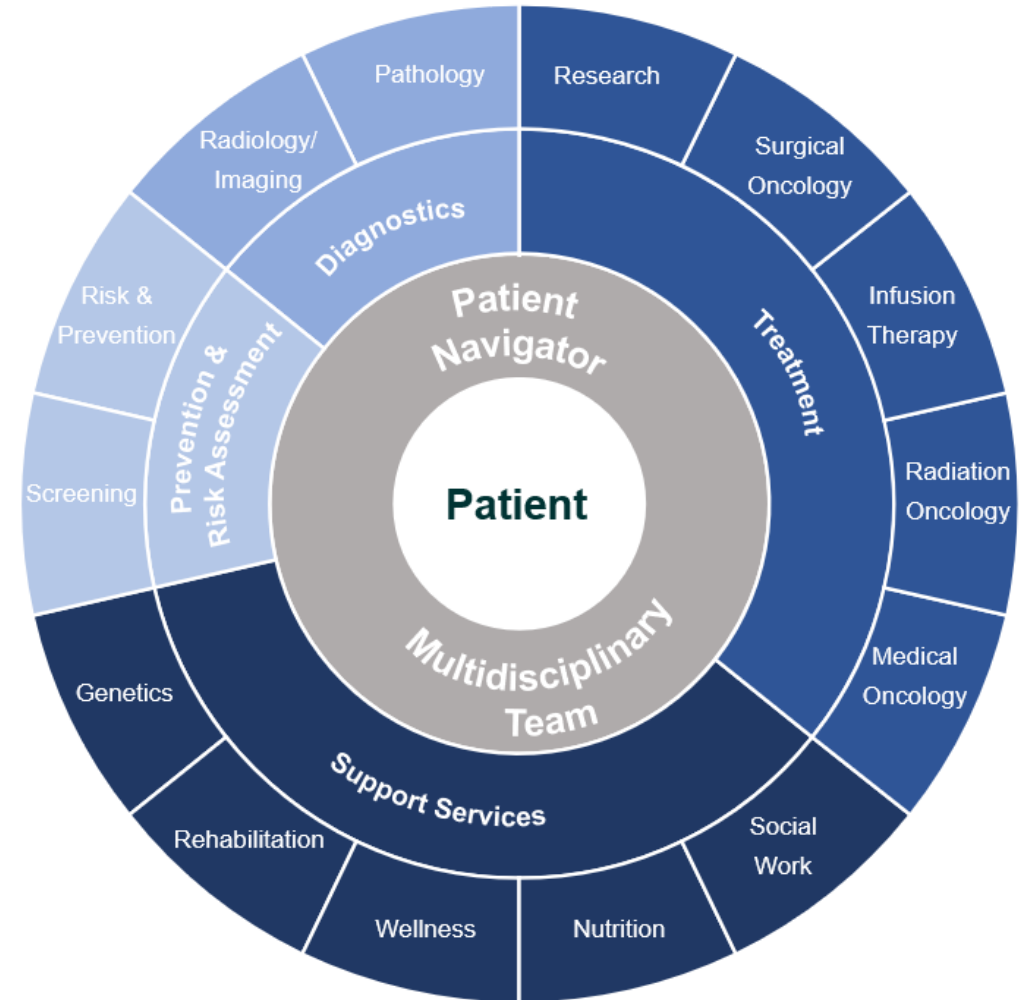 Pathology
Research
Radiology/
Imaging
Surgical
Oncology
Diagnostics
Risk &
Prevention
Infusion
Therapy
Patient
Navigator
Treatment
Prevention &
Risk Assessment
Screening
Patient
Radiation
Oncology
Multidisciplinary
Team
Medical
Oncology
Genetics
Support Services
Rehabilitation
Social
Work
Wellness
Nutrition